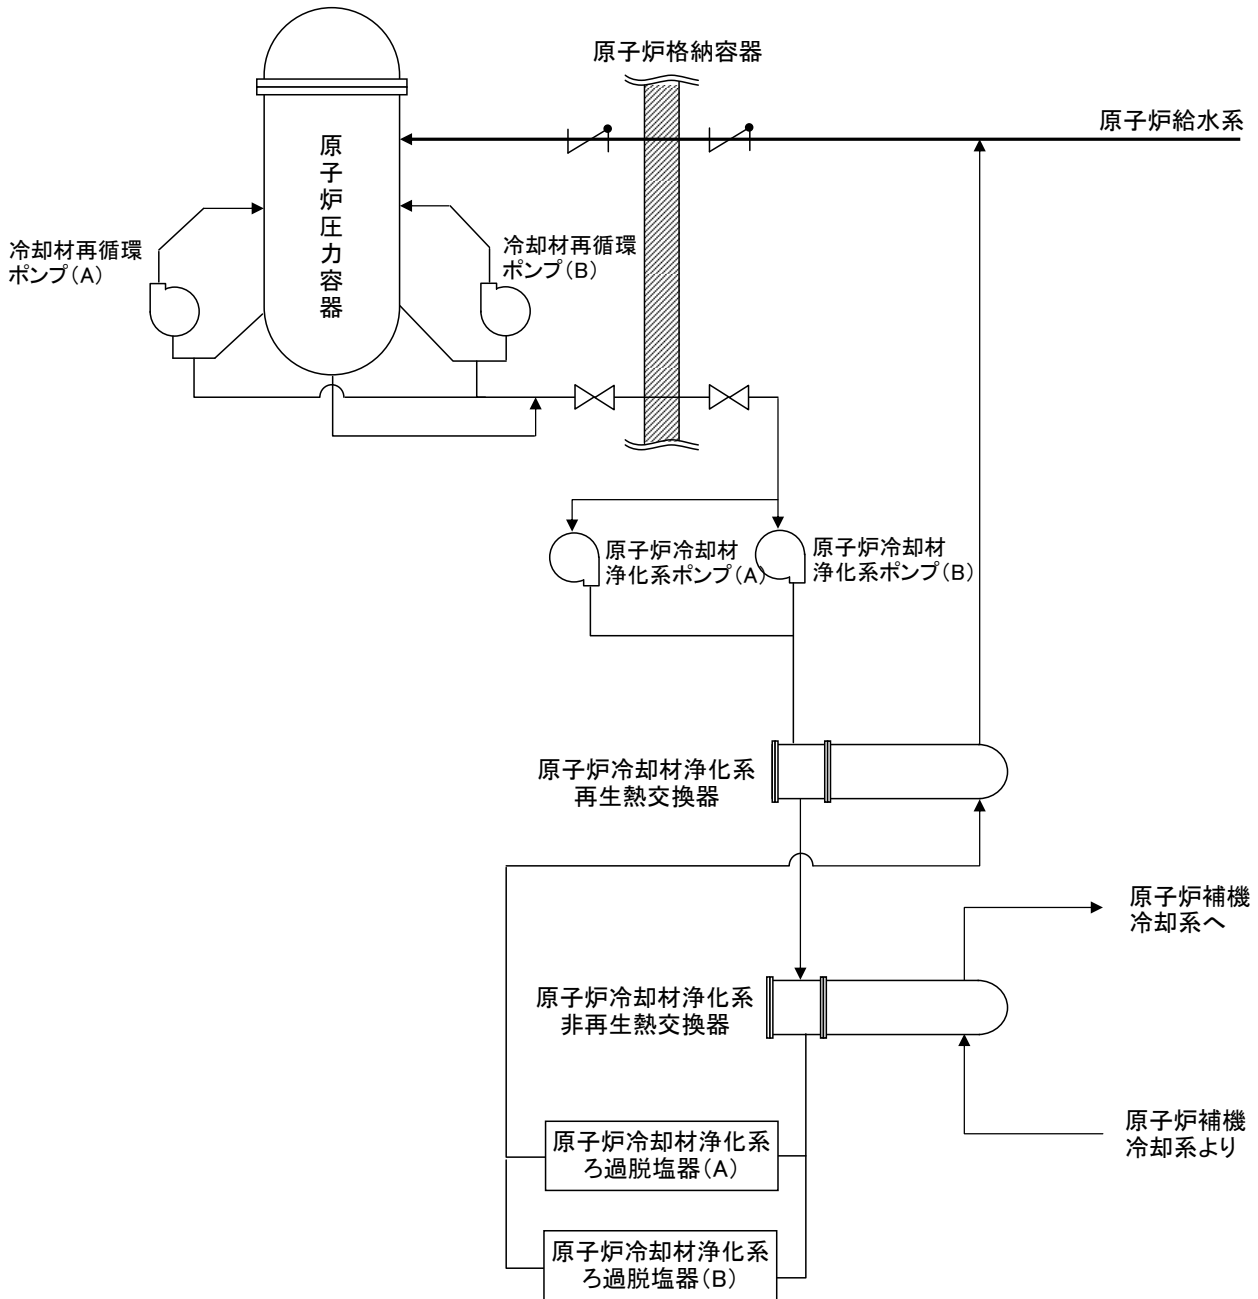 原子炉格納容器
原子炉給水系
原子炉圧力容器
冷却材再循環
ポンプ(A)
冷却材再循環
ポンプ(B)
原子炉冷却材
浄化系ポンプ(A)
原子炉冷却材
浄化系ポンプ(B)
原子炉冷却材浄化系
再生熱交換器
原子炉補機
冷却系へ
原子炉冷却材浄化系
非再生熱交換器
原子炉補機
冷却系より
原子炉冷却材浄化系
ろ過脱塩器(A)
原子炉冷却材浄化系
ろ過脱塩器(B)